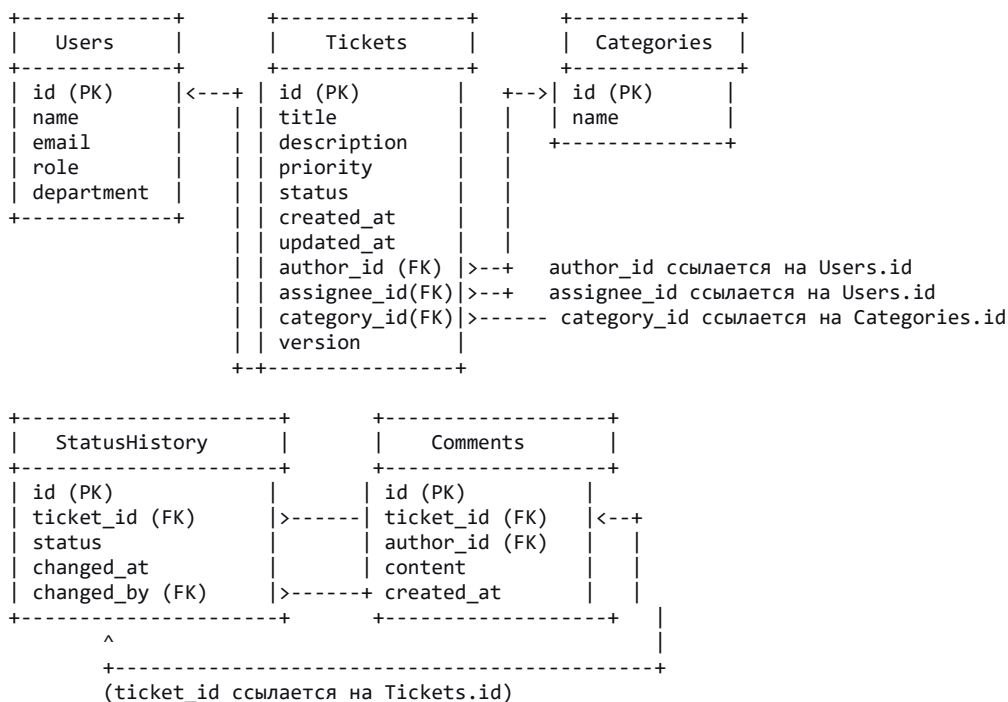 Users Tickets Categories
id (PK) id (PK) id (PK)
name title name
email description
role priority
department status
created_at
updated_at
author_id (FK) author_id ссылается на Users.id
assignee_id(FK) assignee_id ссылается на Users.id
category_id(FK) category_id ссылается на Categories.id
version
StatusHistory Comments
id (PK) id (PK)
ticket_id (FK) ticket_id (FK)
status author_id (FK)
changed_at content
changed_by (FK) created_at
(ticket_id ссылается на Tickets.id)